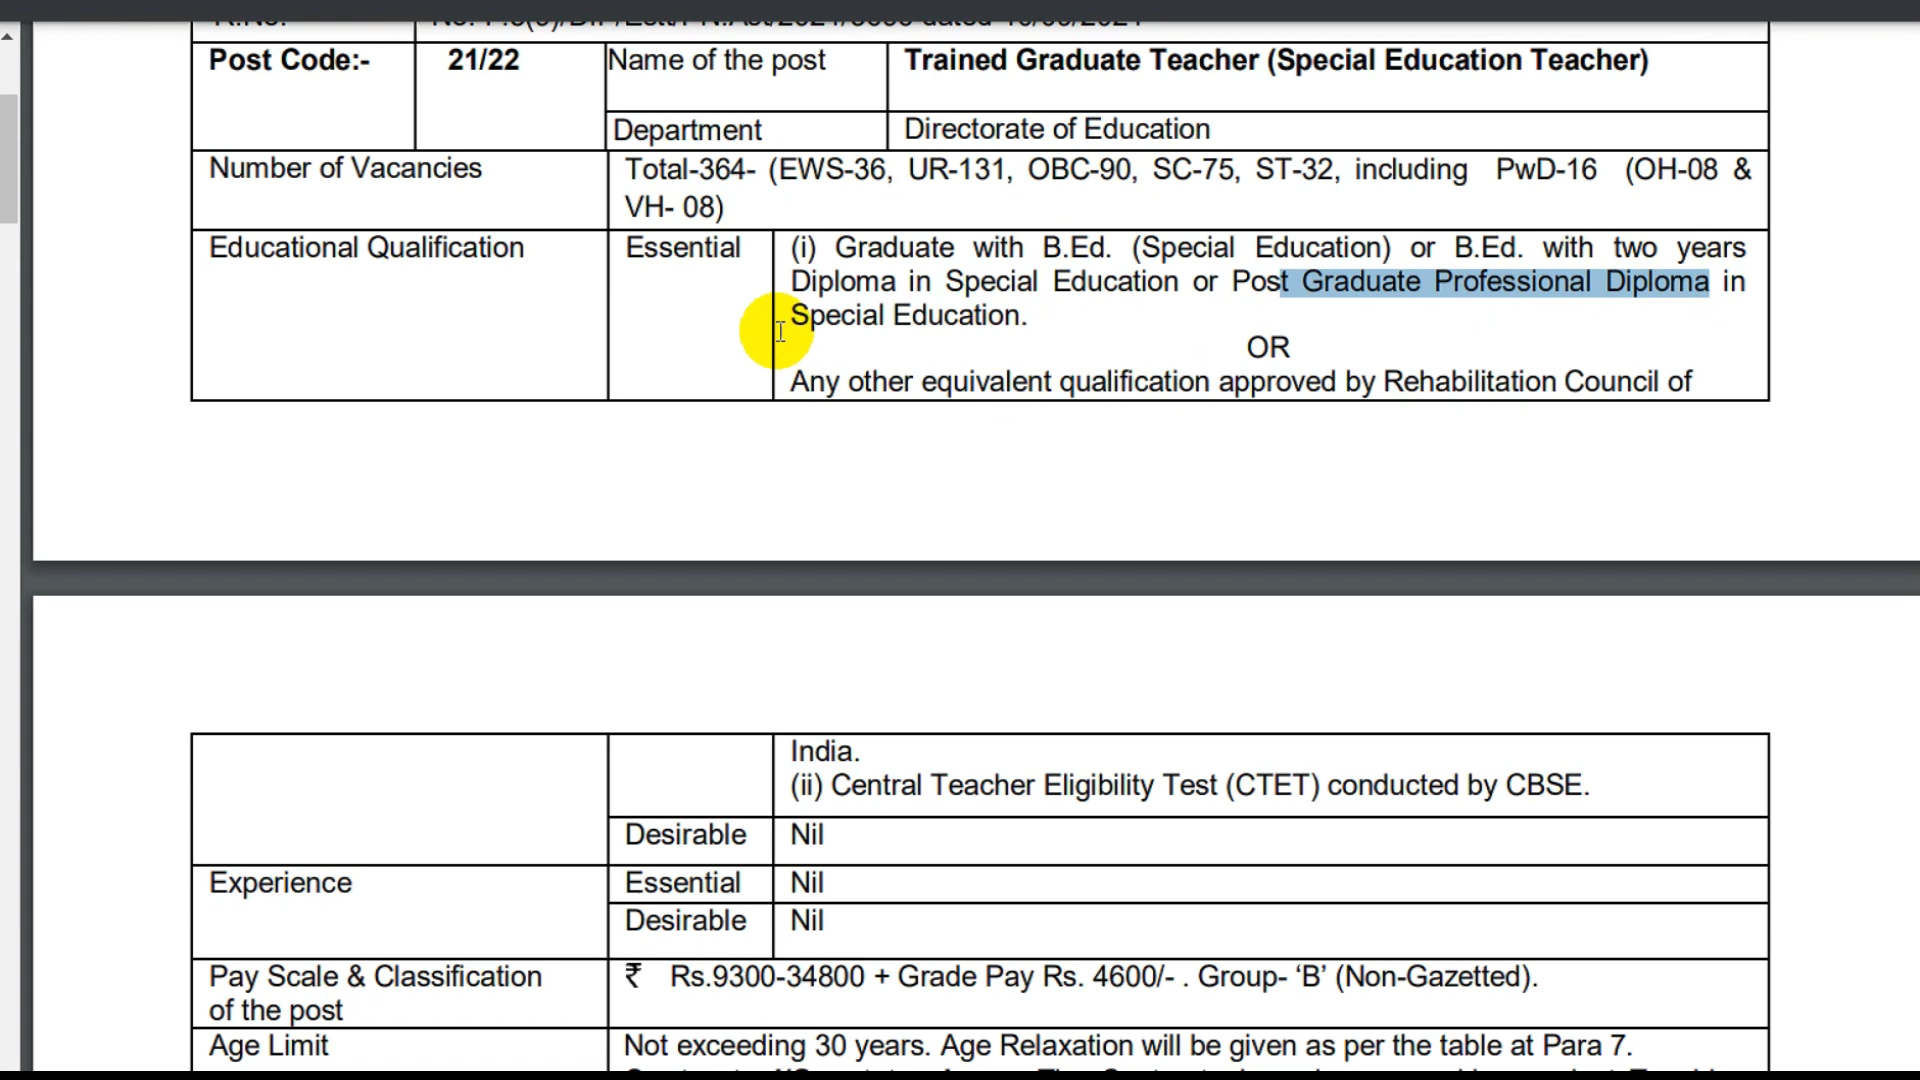 Post Code:- 21/22 Name of the post Trained Graduate Teacher (Special Education Teacher)
Department Directorate of Education
Number of Vacancies Total-364- (EWS-36, UR-131, OBC-90, SC-75, ST-32, including PwD-16 (OH-08 &
VH- 08)
Educational Qualification Essential (i) Graduate with B.Ed. (Special Education) or B.Ed. with two years
Diploma in Special Education or Post Graduate Professional Diploma in
Special Education.
OR
Any other equivalent qualification approved by Rehabilitation Council of
India.
(ii) Central Teacher Eligibility Test (CTET) conducted by CBSE.
Desirable Nil
Experience Essential Nil
Desirable Nil
Pay Scale & Classification ₹ Rs.9300-34800 + Grade Pay Rs. 4600/- . Group- ‘B’ (Non-Gazetted).
of the post
Age Limit Not exceeding 30 years. Age Relaxation will be given as per the table at Para 7.